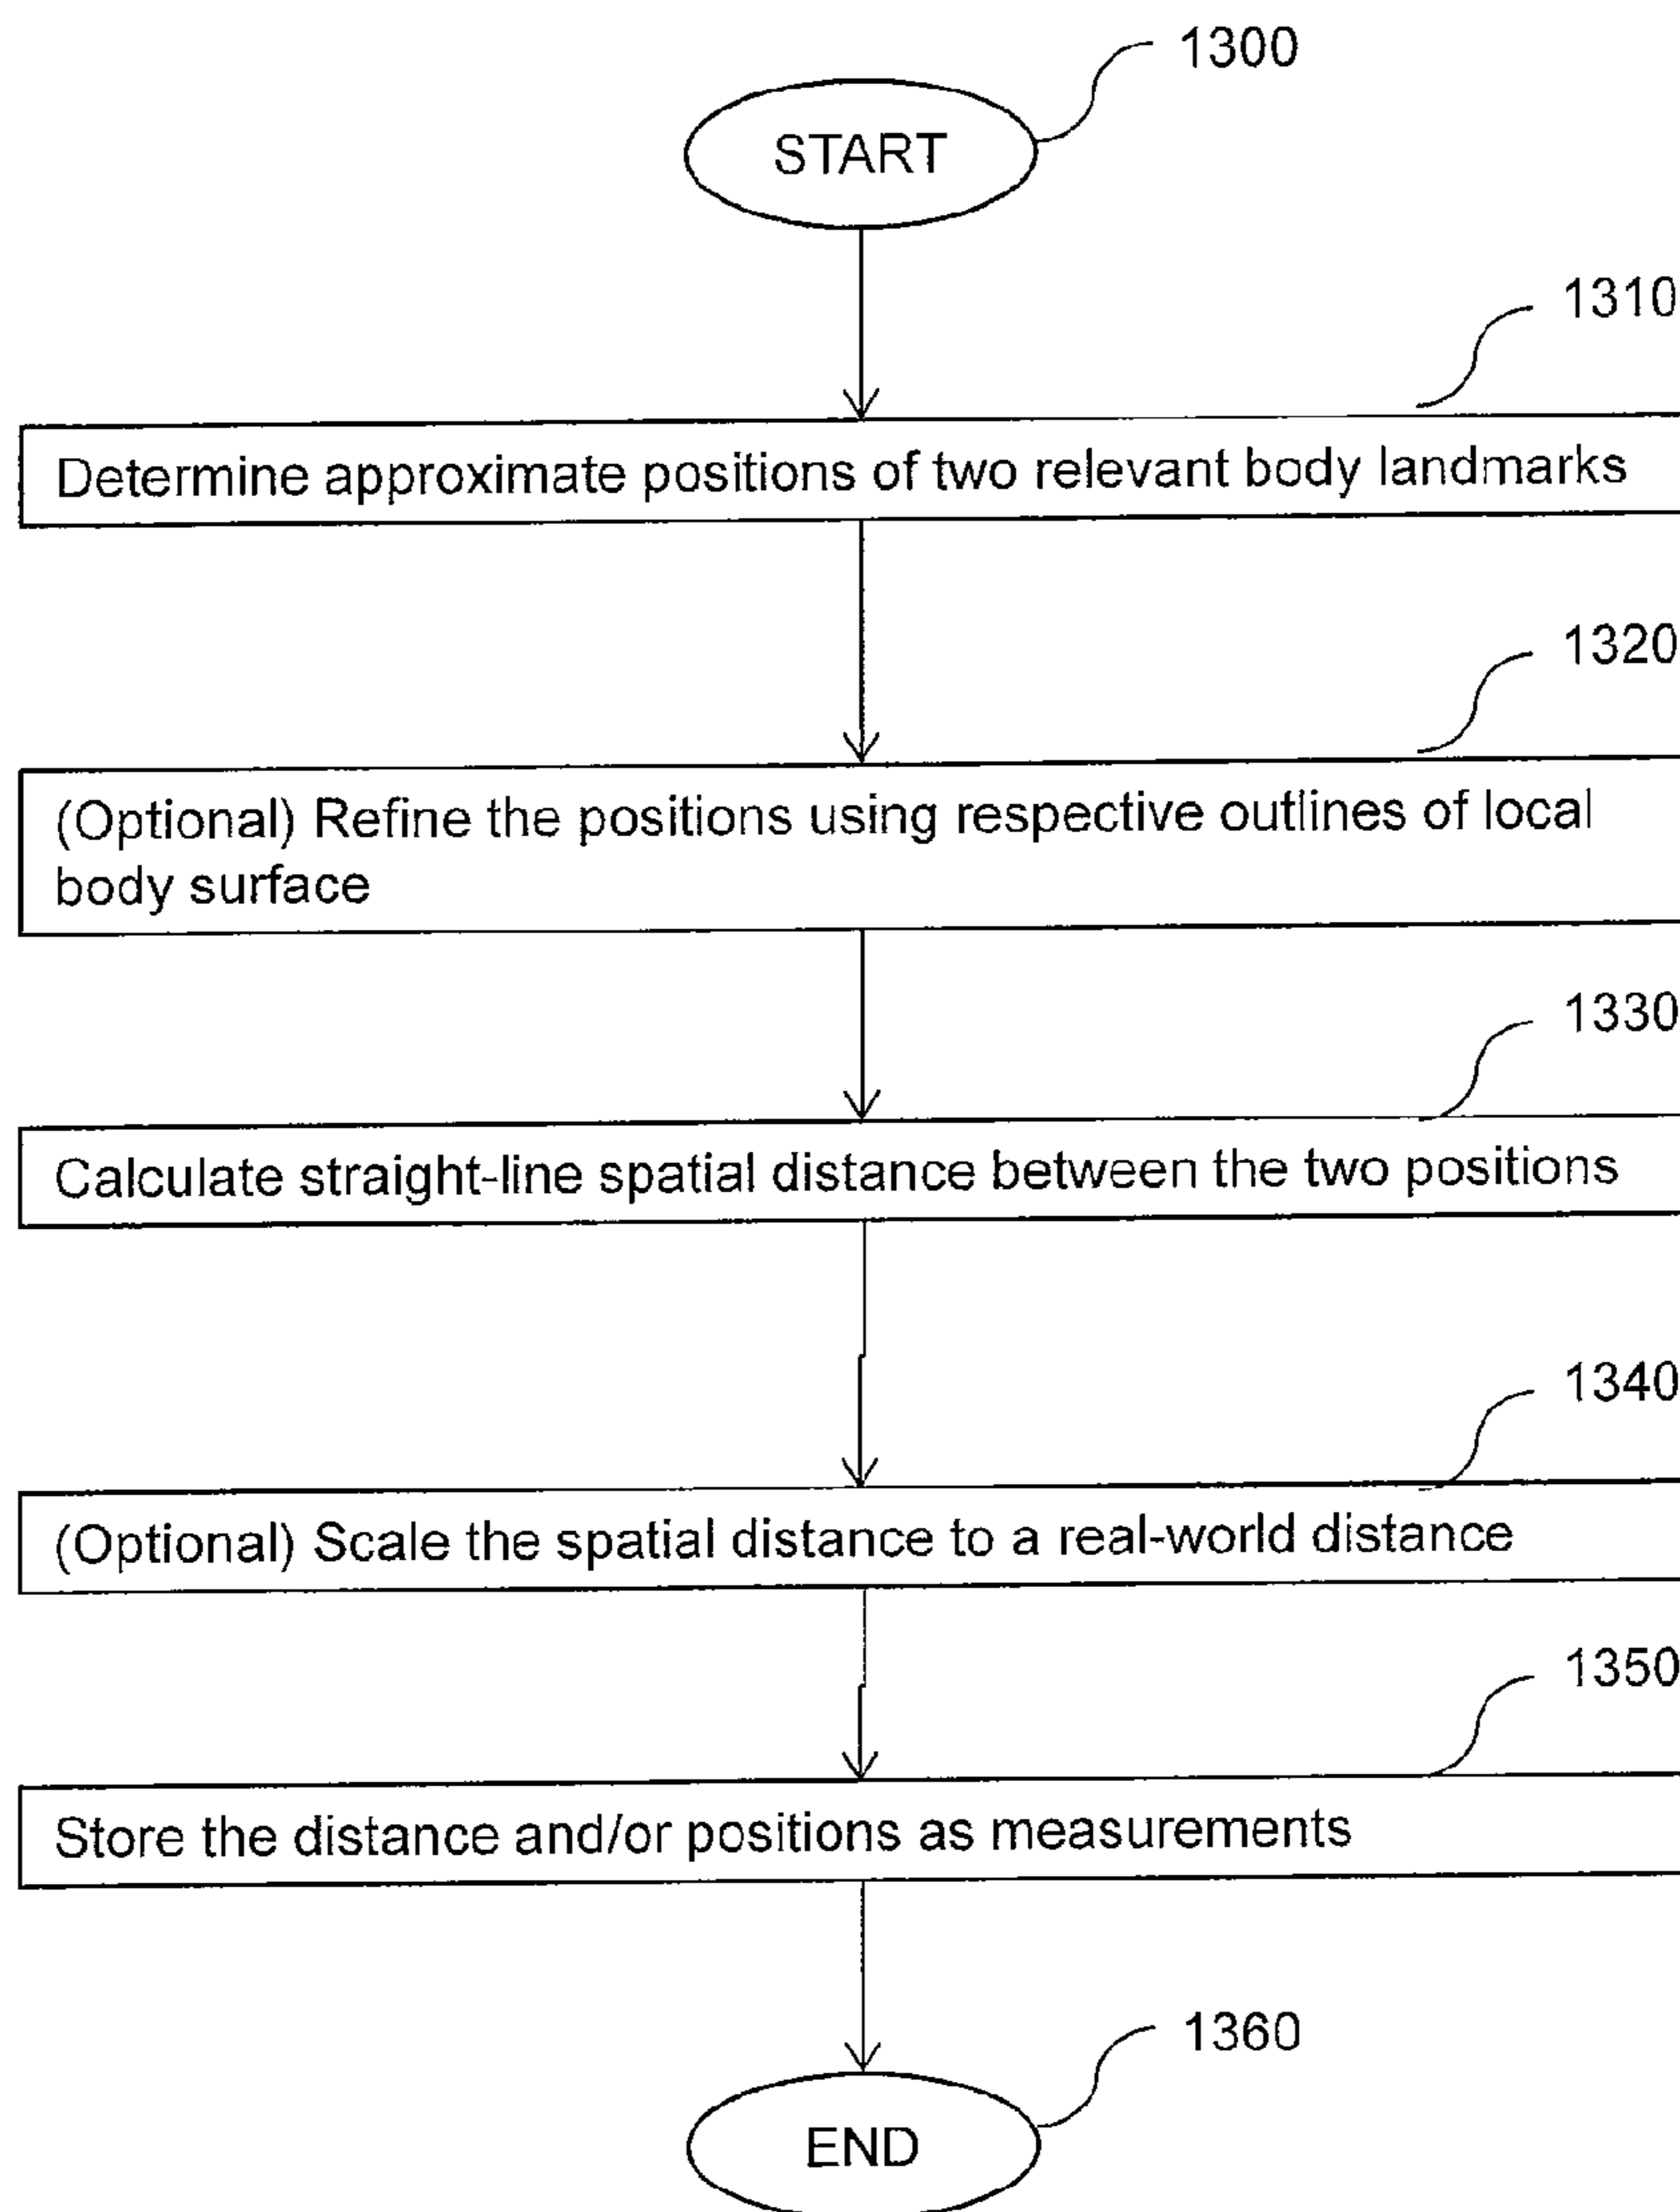 1300
START
1310
Determine approximate positions of two relevant body landmarks
1320
(Optional) Refine the positions using respective outlines of local
body surface
1330
Calculate straight-line spatial distance between the two positions
1340
(Optional) Scale the spatial distance to a real-world distance
1350
Store the distance and/or positions as measurements
1360
END